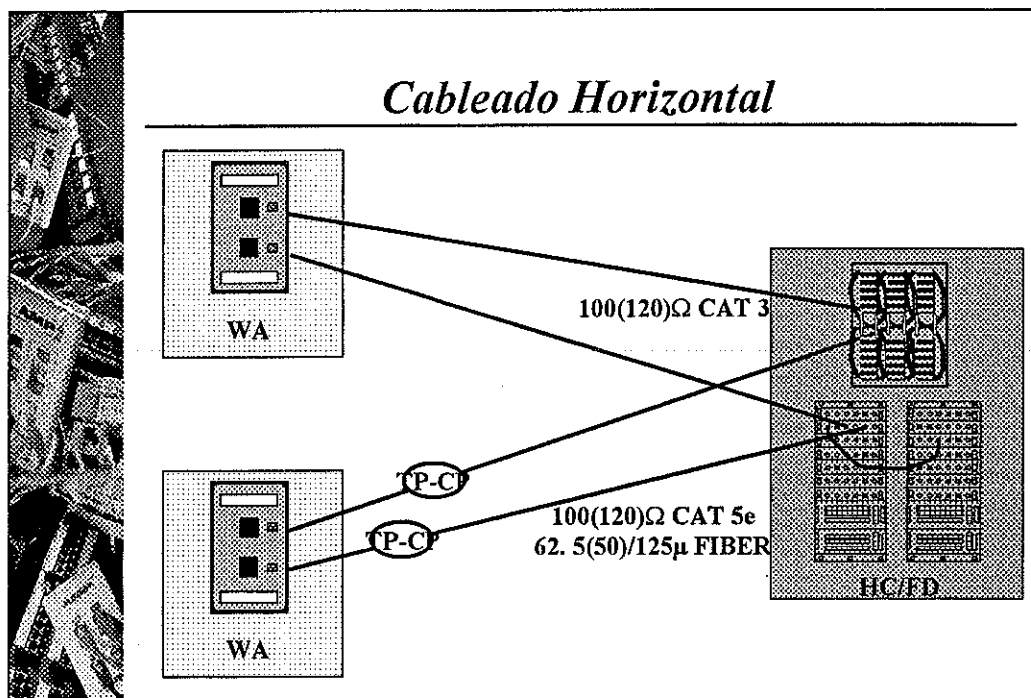 Cableado Horizontal
WA
100(120)Ω CAT 3
TP-CP
TP-CP
100(120)Ω CAT 5e
62. 5(50)/125µ FIBER
HC/FD
WA
AMP